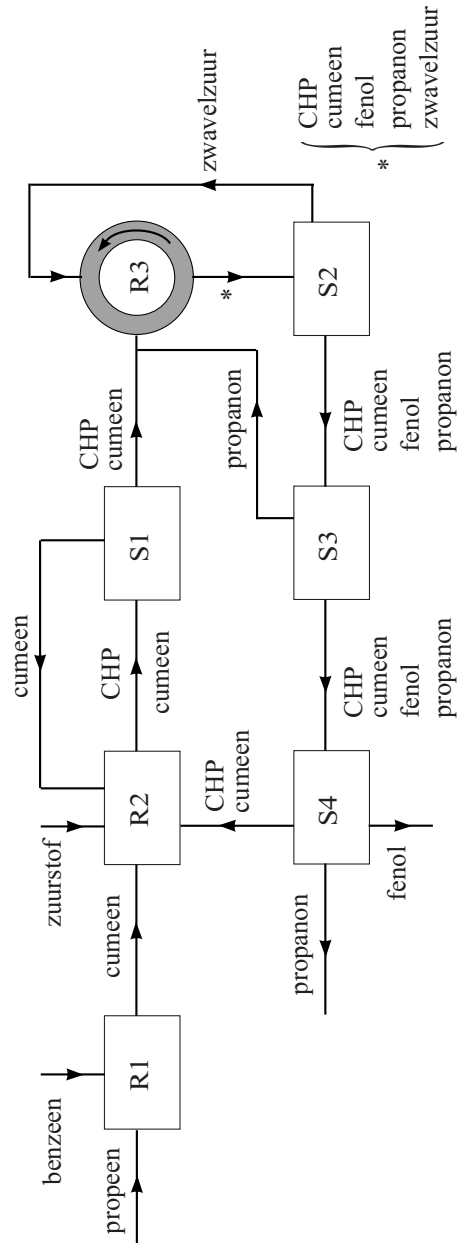 propeen
benzeen
R1
cumeen
zuurstof
R2
cumeen
CHP
cumeen
S1
CHP
cumeen
R3
zwavelzuur
*
propanon
S2
CHP
cumeen
fenol
propanon
S3
CHP
cumeen
fenol
propanon
S4
CHP
cumeen
propanon
fenol
*
CHP
cumeen
fenol
propanon
zwavelzuur